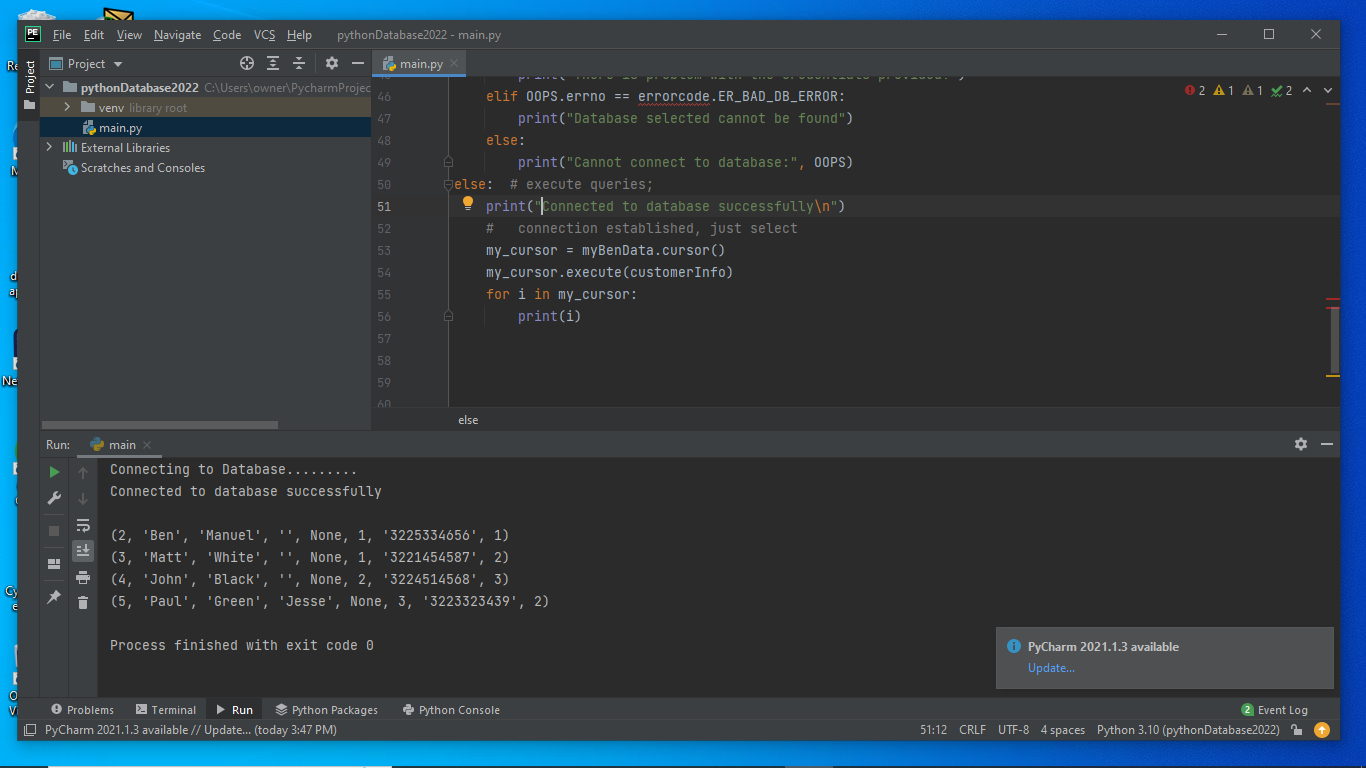 File Edit View Navigate Code VCS Help pythonDatabase2022 - main.py
Project
Project
main.py
pythonDatabase2022 C:\Users\owner\PycharmProjec
venv library root
main.py
External Libraries
Scratches and Consoles
46 elif OOPS.errno == errorcode.ER_BAD_DB_ERROR:
47 print("Database selected cannot be found")
48 else:
49 print("Cannot connect to database:", OOPS)
50 else: # execute queries;
51 print("Connected to database successfully\n")
52 # connection established, just select
53 my_cursor = myBenData.cursor()
54 my_cursor.execute(customerInfo)
55 for i in my_cursor:
56 print(i)
57
58
59
60
2 1 1 2
else
Run: main
Connecting to Database.........
Connected to database successfully
(2, 'Ben', 'Manuel', '', None, 1, '3225334656', 1)
(3, 'Matt', 'White', '', None, 1, '3221454587', 2)
(4, 'John', 'Black', '', None, 2, '3224514568', 3)
(5, 'Paul', 'Green', 'Jesse', None, 3, '3223323439', 2)
Process finished with exit code 0
PyCharm 2021.1.3 available
Update...
Problems Terminal Run Python Packages Python Console 2 Event Log
PyCharm 2021.1.3 available // Update... (today 3:47 PM) 51:12 CRLF UTF-8 4 spaces Python 3.10 (pythonDatabase2022)